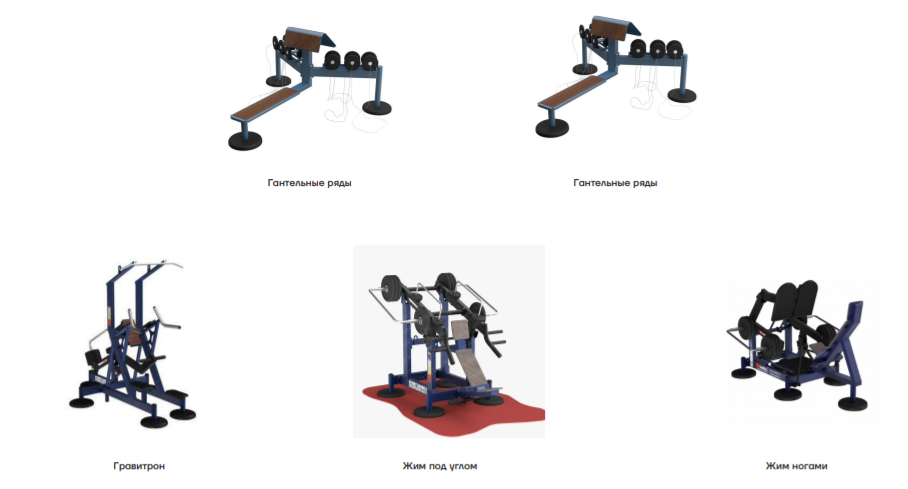 Гантельные ряды
Гантельные ряды
Гравитрон
Жим под углом
Жим ногами